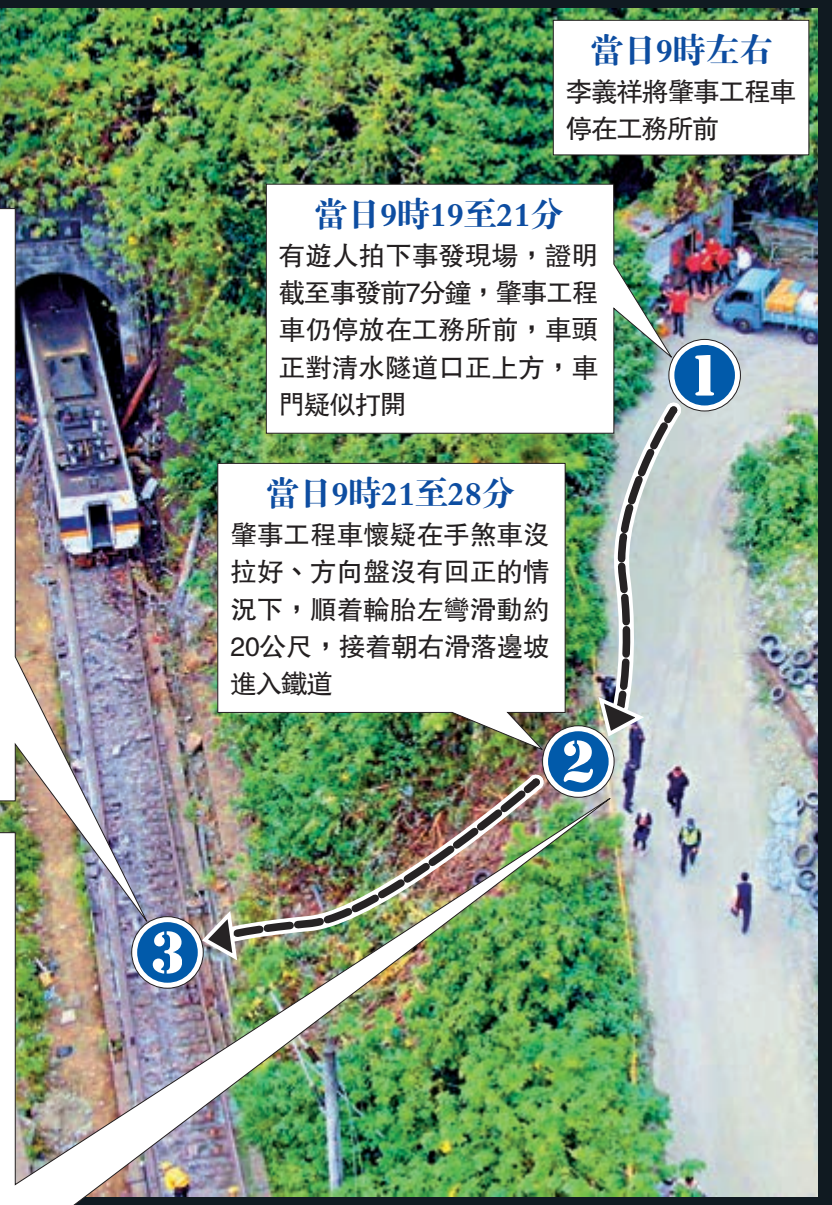 當日9時左右
李義祥將肇事工程車
停在工務所前
當日9時19至21分
有遊人拍下事發現場，證明
截至事發前7分鐘，肇事工程
車仍停放在工務所前，車頭
正對清水隧道口正上方，車
門疑似打開
1
當日9時21至28分
肇事工程車懷疑在手煞車沒
拉好、方向盤沒有回正的情
況下，順着輪胎左彎滑動約
20公尺，接着朝右滑落邊坡
進入鐵道
2
3